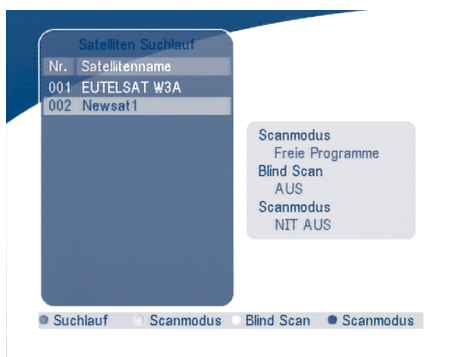 Satelliten Suchlauf
Nr. Satellitenname
001 EUTELSAT W3A
002 Newsat1
Scanmodus
Freie Programme
Blind Scan
AUS
Scanmodus
NIT AUS
Suchlauf Scanmodus Blind Scan Scanmodus